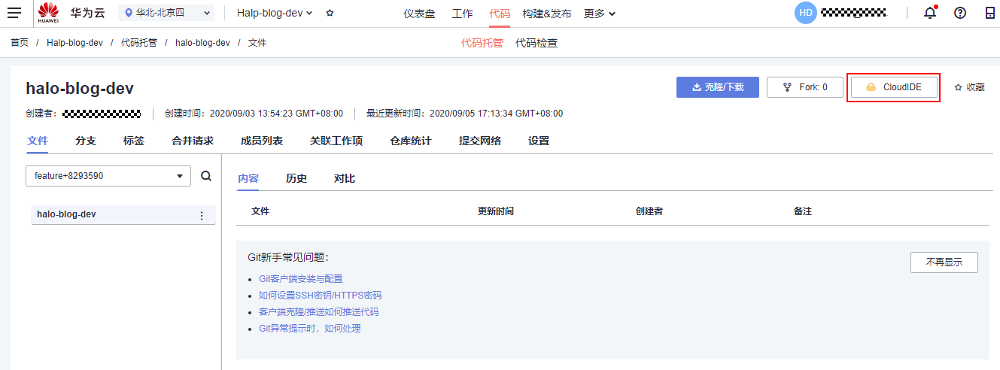 HUAWEI 华为云 华北-北京四 Halp-blog-dev 仪表盘 工作 代码 构建&发布 更多 HD
首页 / Halp-blog-dev / 代码托管 / halo-blog-dev / 文件 代码托管 代码检查
halo-blog-dev 克隆/下载 Fork: 0 CloudIDE 收藏
创建者: 创建时间: 2020/09/03 13:54:23 GMT+08:00 最近更新时间: 2020/09/05 17:13:34 GMT+08:00
文件 分支 标签 合并请求 成员列表 关联工作项 仓库统计 提交网络 设置
feature+8293590
halo-blog-dev
内容 历史 对比
文件 更新时间 创建者 备注
Git新手常见问题: 不再显示
Git客户端安装与配置
如何设置SSH密钥/HTTPS密码
客户端克隆/推送如何推送代码
Git异常提示时，如何处理